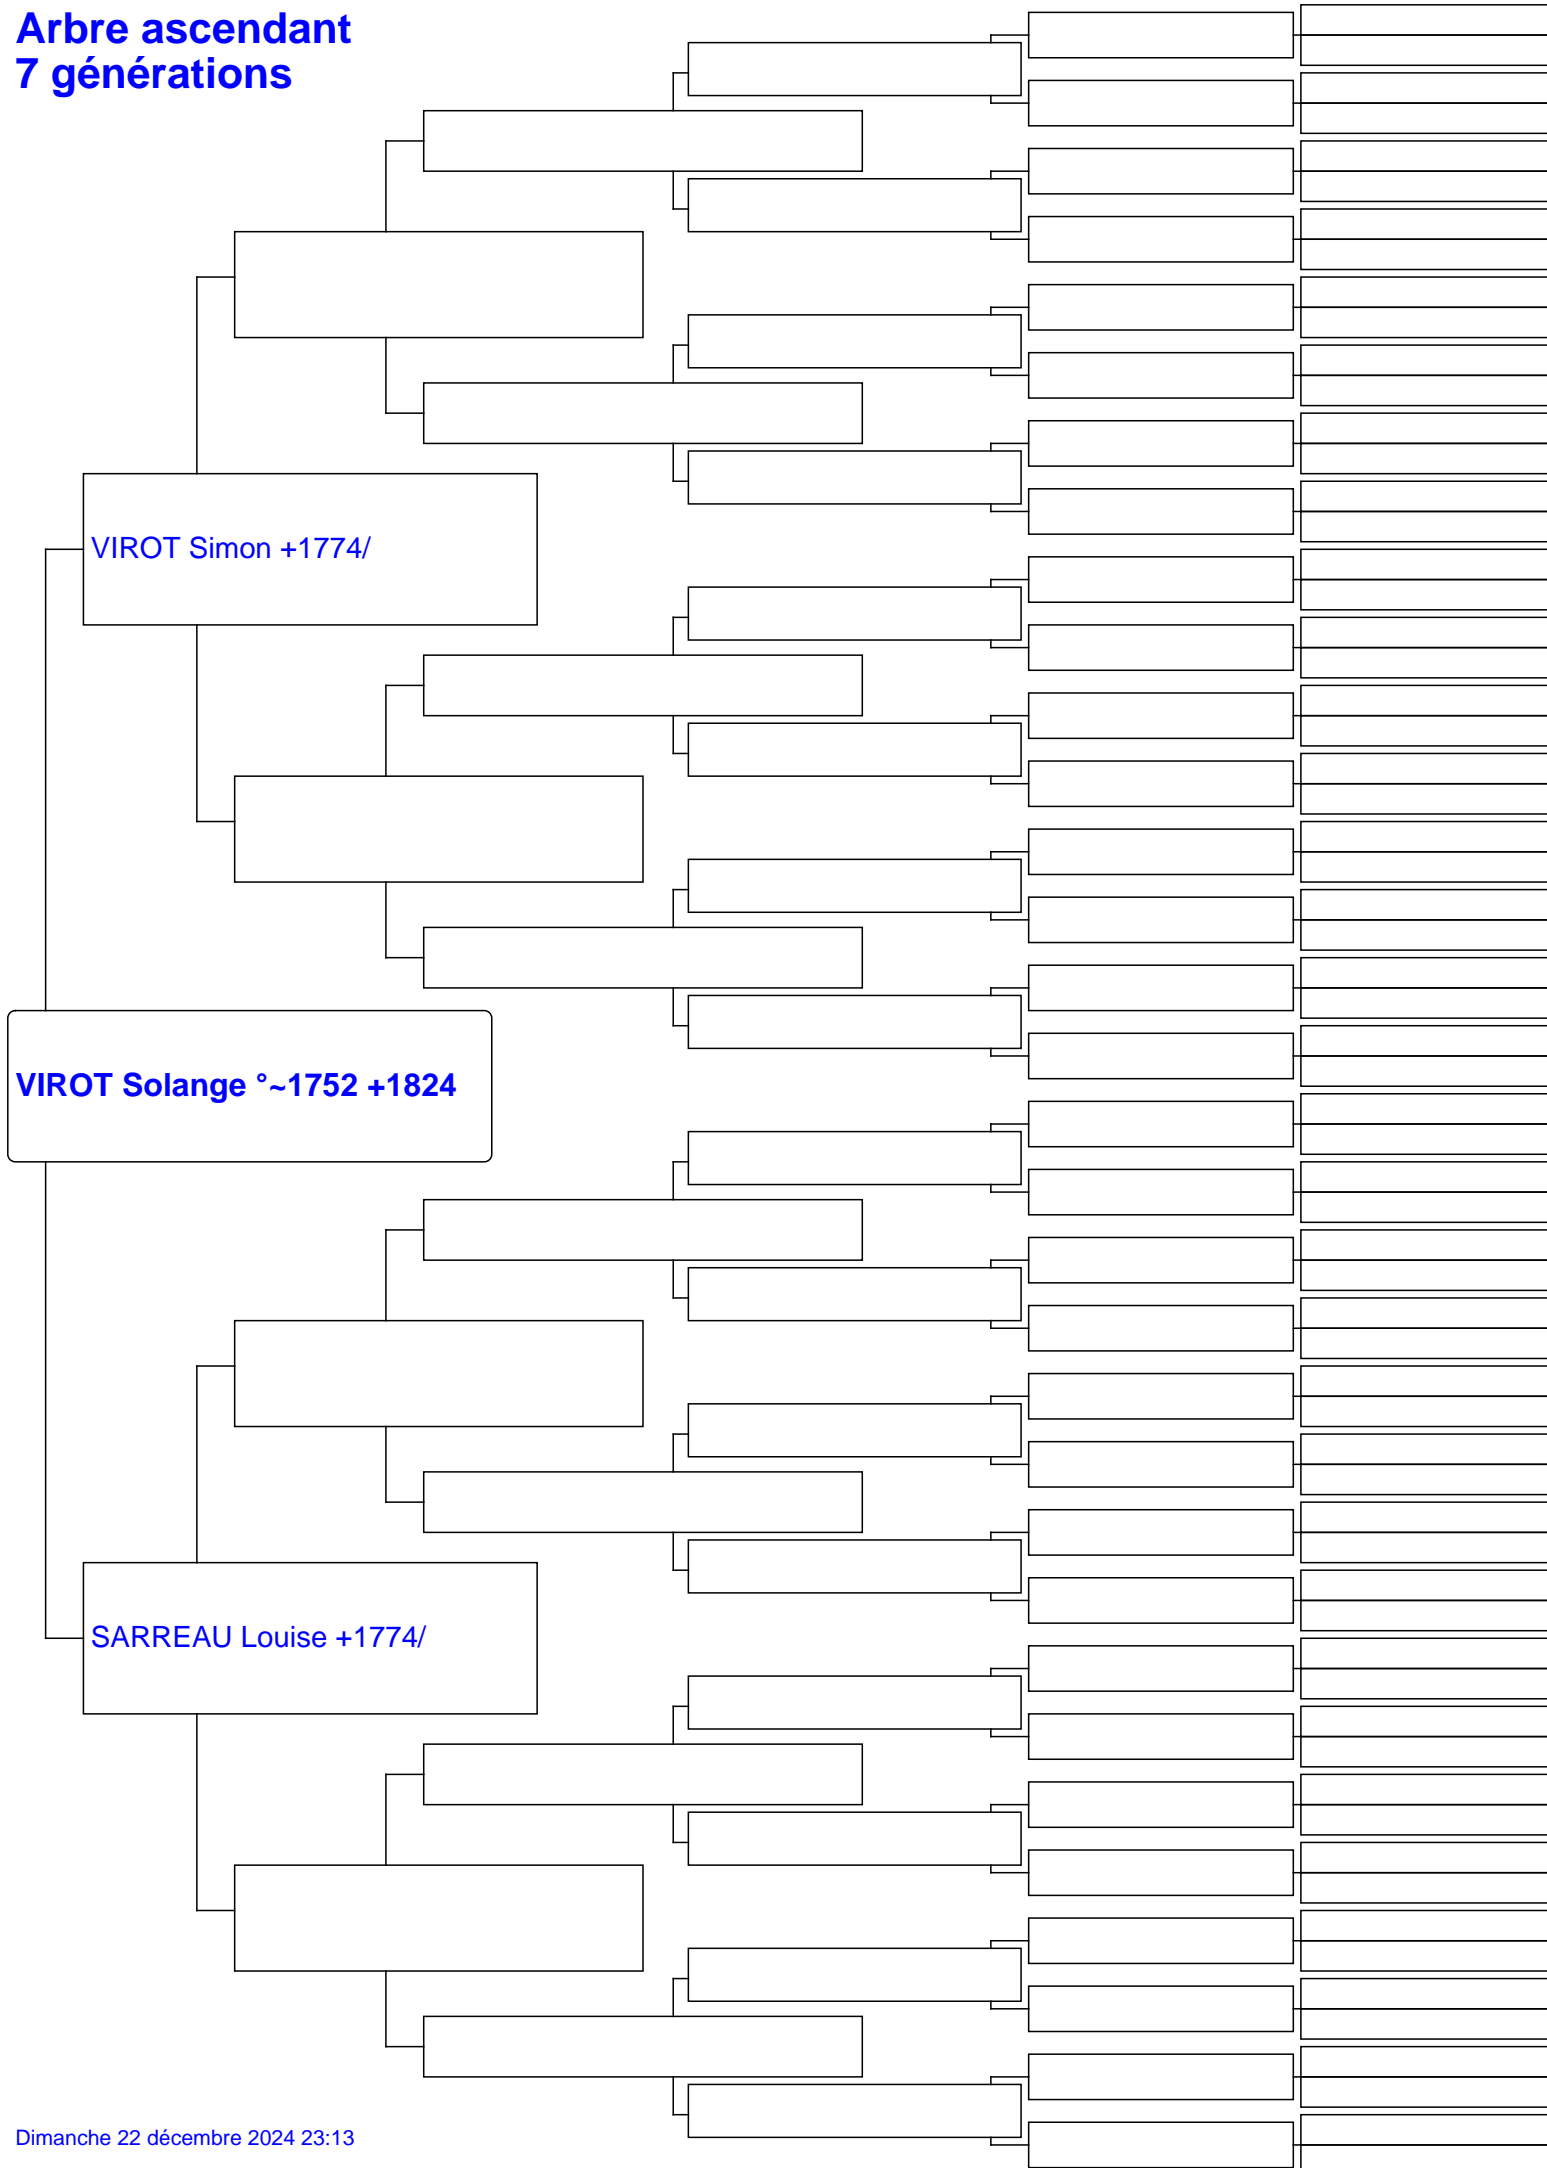 Arbre ascendant
7 générations
VIROT Simon +1774/
VIROT Solange °~1752 +1824
SARREAU Louise +1774/
Dimanche 22 décembre 2024 23:13